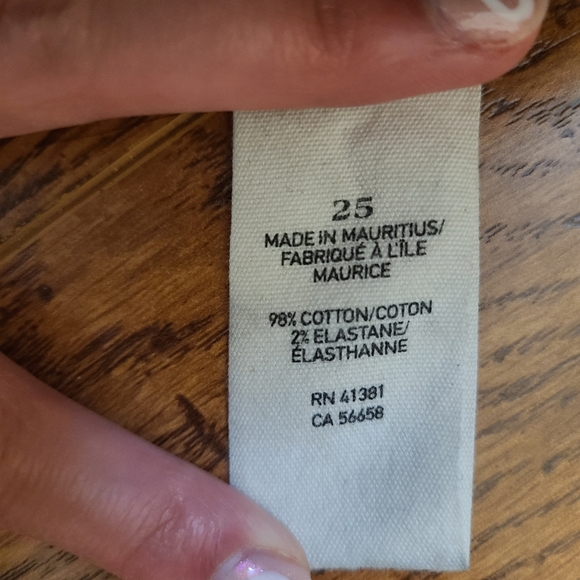 25
MADE IN MAURITIUS/
FABRIQUÉ À L'ÎLE
MAURICE
98% COTTON/COTON
2% ELASTANE/
ÉLASTHANNE
RN 41381
CA 56658